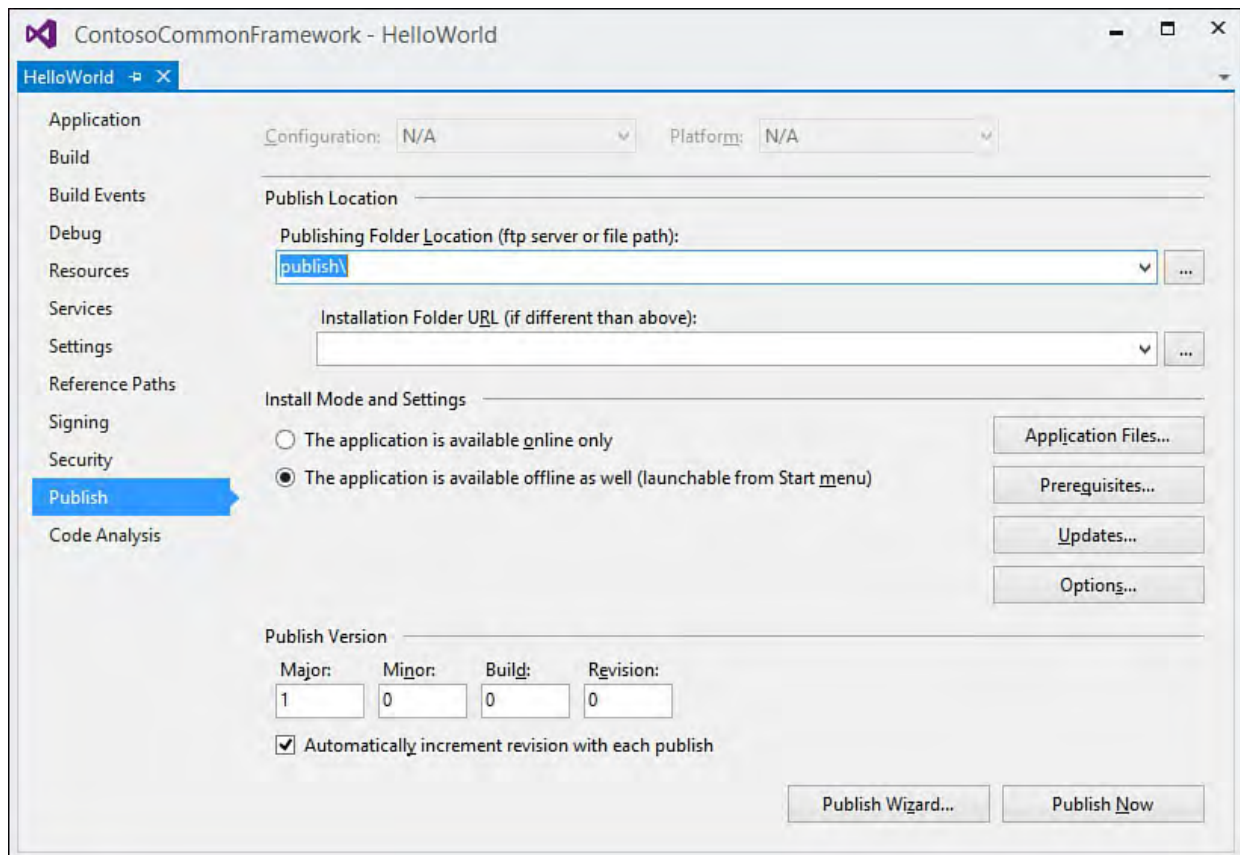 ContosoCommonFramework - HelloWorld
HelloWorld
Application
Build
Build Events
Debug
Resources
Services
Settings
Reference Paths
Signing
Security
Publish
Code Analysis
Configuration: N/A Platform: N/A
Publish Location
Publishing Folder Location (ftp server or file path):
publish\
...
Installation Folder URL (if different than above):
...
Install Mode and Settings
The application is available online only
The application is available offline as well (launchable from Start menu)
Application Files...
Prerequisites...
Updates...
Options...
Publish Version
Major: Minor: Build: Revision:
1 0 0 0
Automatically increment revision with each publish
Publish Wizard... Publish Now